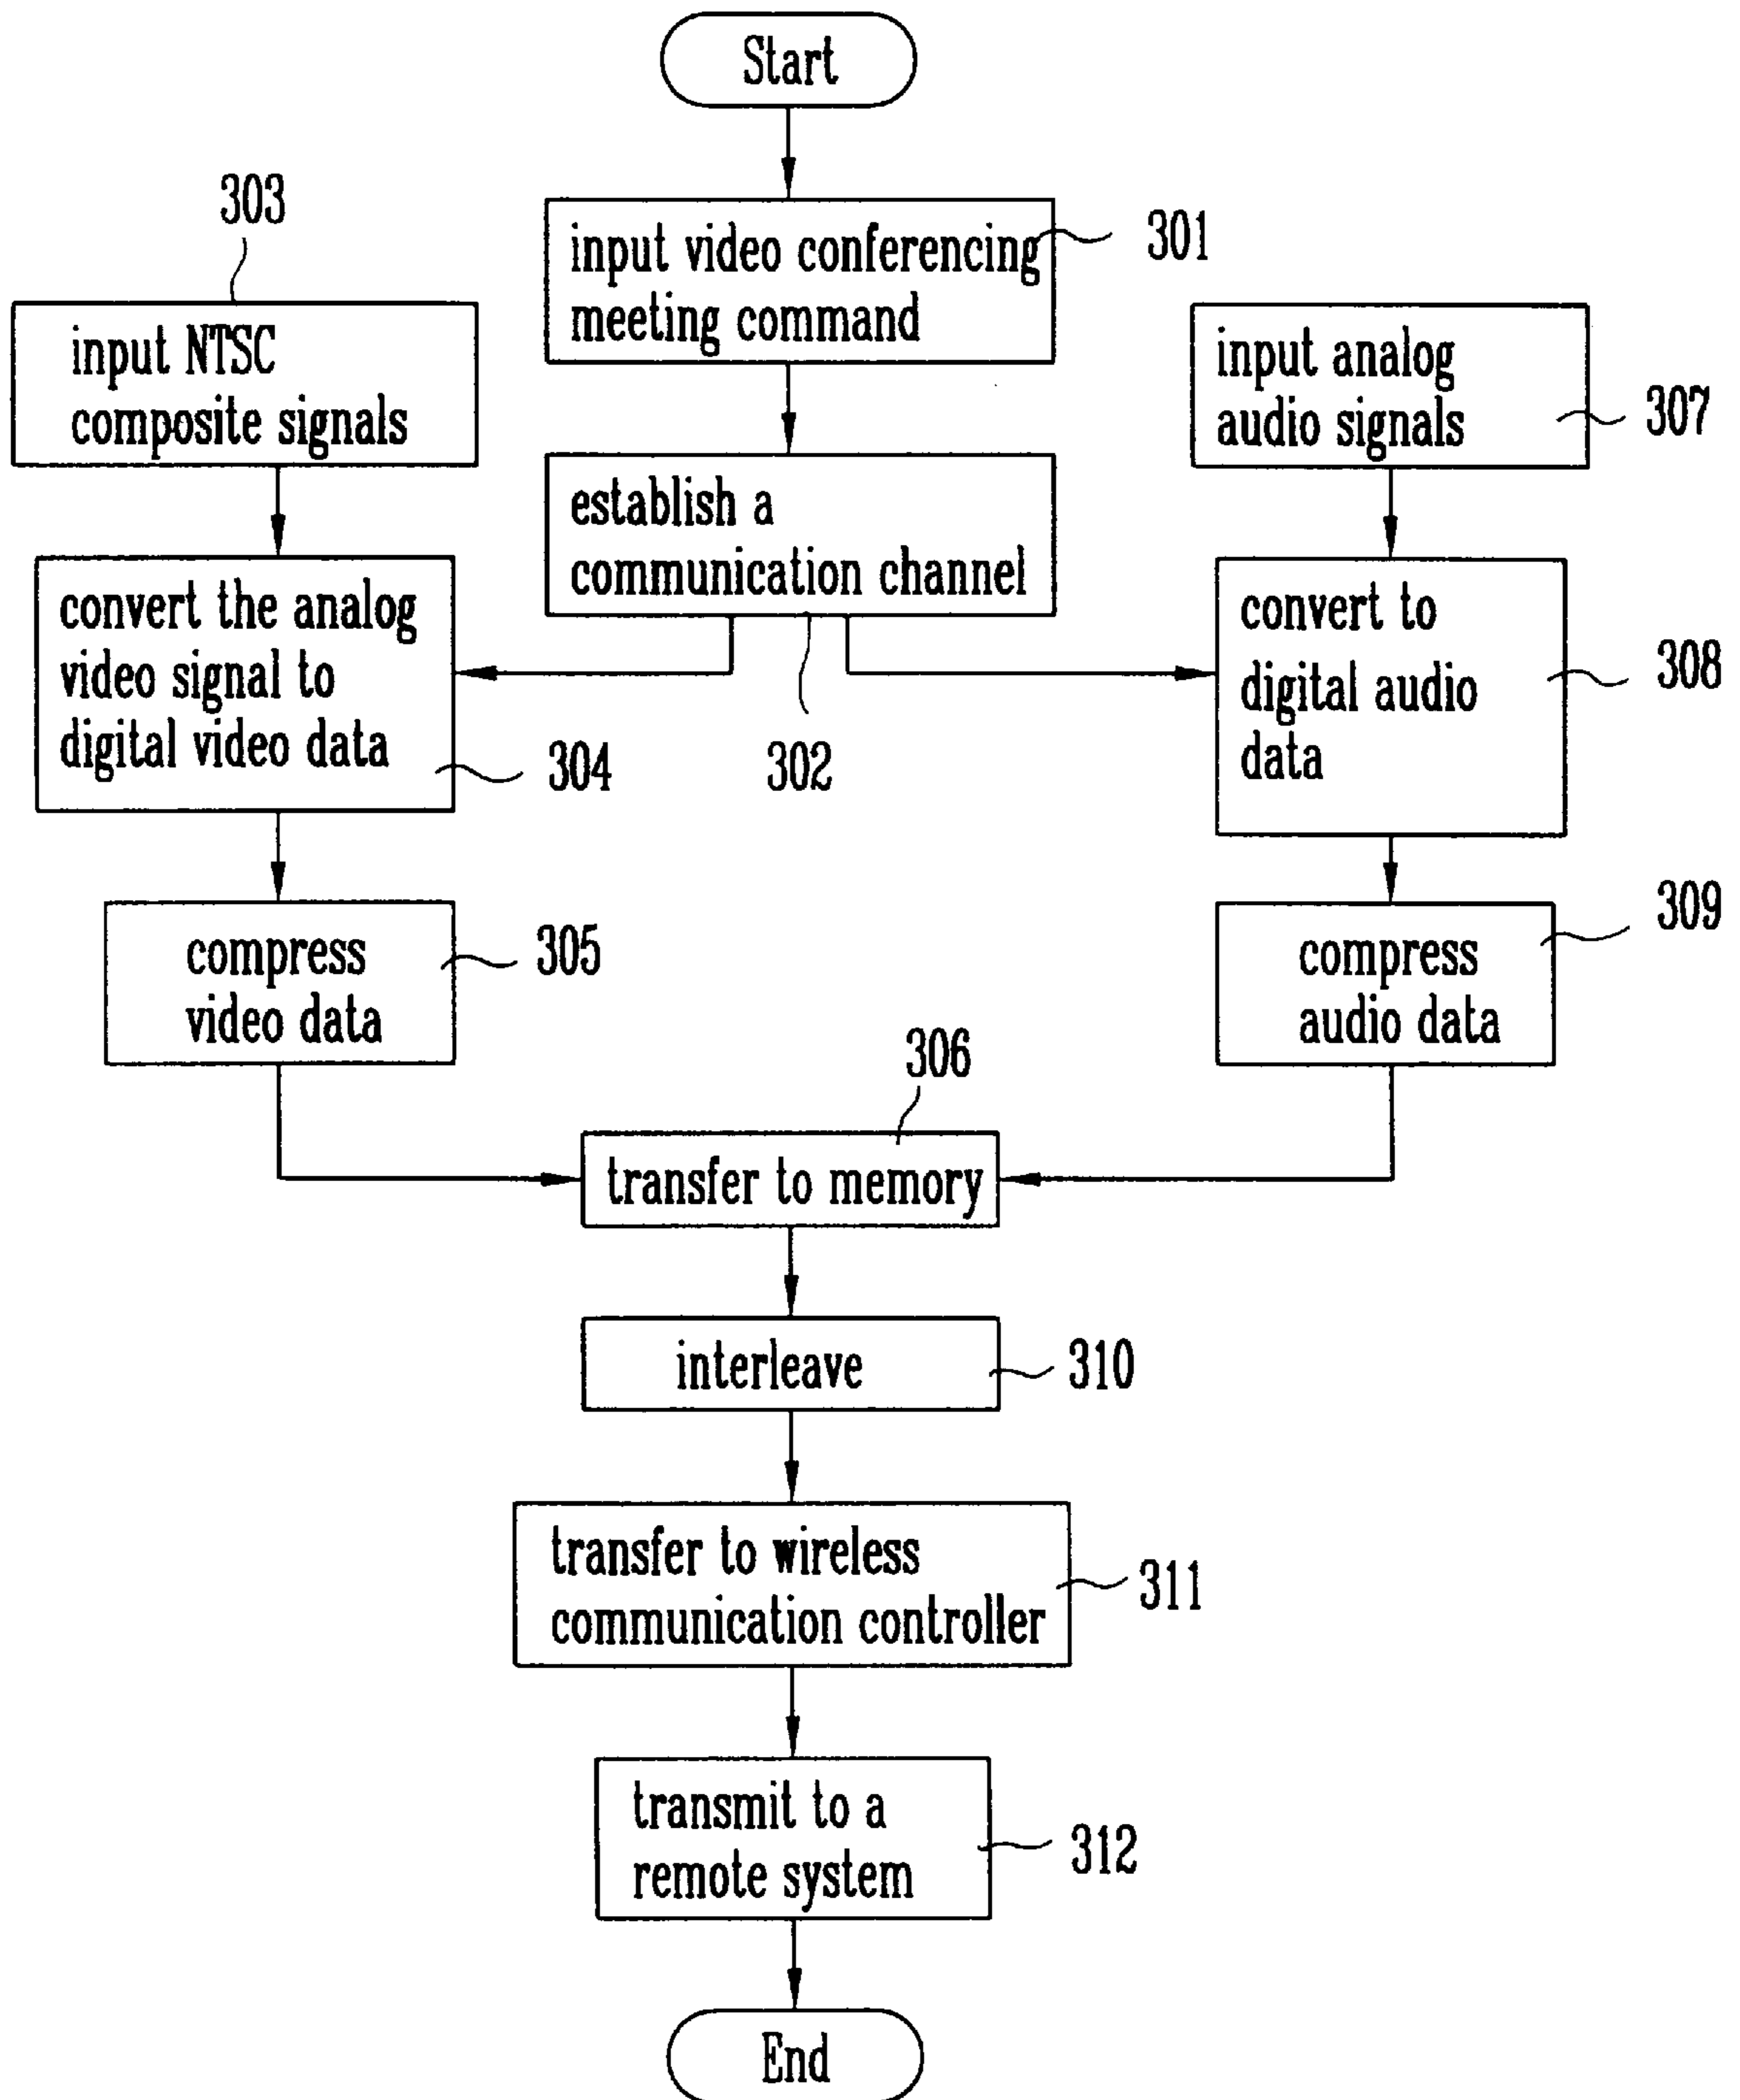 Start
303
input video conferencing
meeting command
301
input NTSC
composite signals
input analog
audio signals
307
establish a
communication channel
302
convert the analog
video signal to
digital video data
304
convert to
digital audio
data
308
compress
video data
305
compress
audio data
309
306
transfer to memory
interleave
310
transfer to wireless
communication controller
311
transmit to a
remote system
312
End